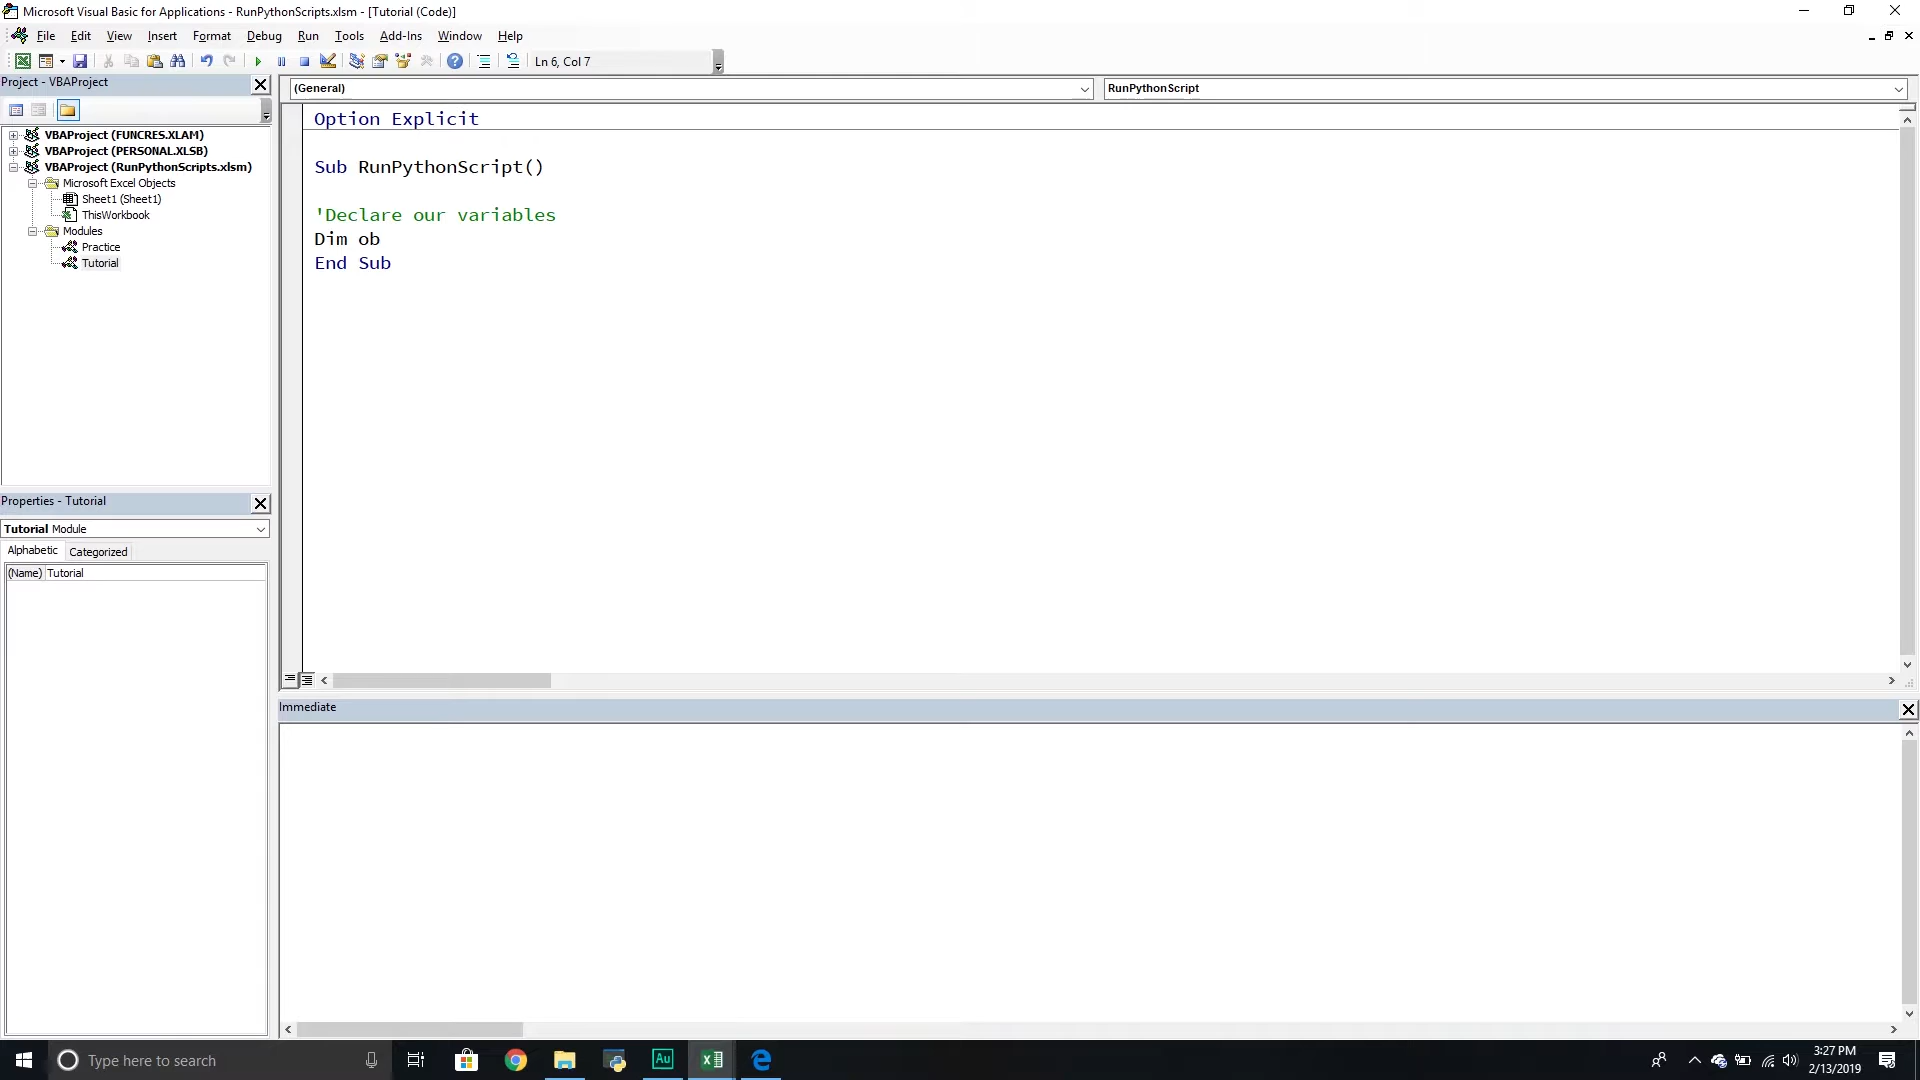 Microsoft Visual Basic for Applications - RunPythonScripts.xlsm - [Tutorial (Code)]
File Edit View Insert Format Debug Run Tools Add-Ins Window Help
Ln 6, Col 7
Project - VBAProject
(General)
RunPythonScript
VBAProject (FUNCRES.XLAM)
VBAProject (PERSONAL.XLSB)
VBAProject (RunPythonScripts.xlsm)
Microsoft Excel Objects
Sheet1 (Sheet1)
ThisWorkbook
Modules
Practice
Tutorial
Option Explicit
Sub RunPythonScript()
'Declare our variables
Dim ob
End Sub
Properties - Tutorial
Tutorial Module
Alphabetic Categorized
(Name) Tutorial
Immediate
Type here to search
Au
3:27 PM
2/13/2019